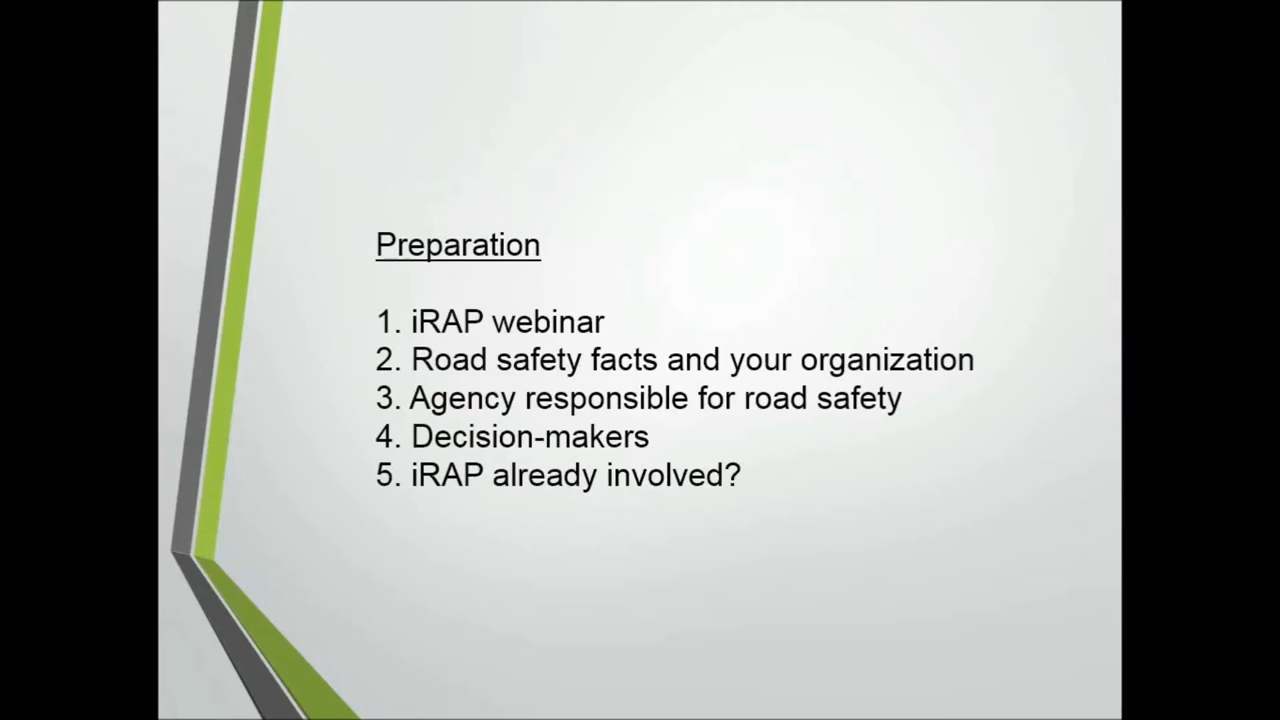 Preparation
1. iRAP webinar
2. Road safety facts and your organization
3. Agency responsible for road safety
4. Decision-makers
5. iRAP already involved?